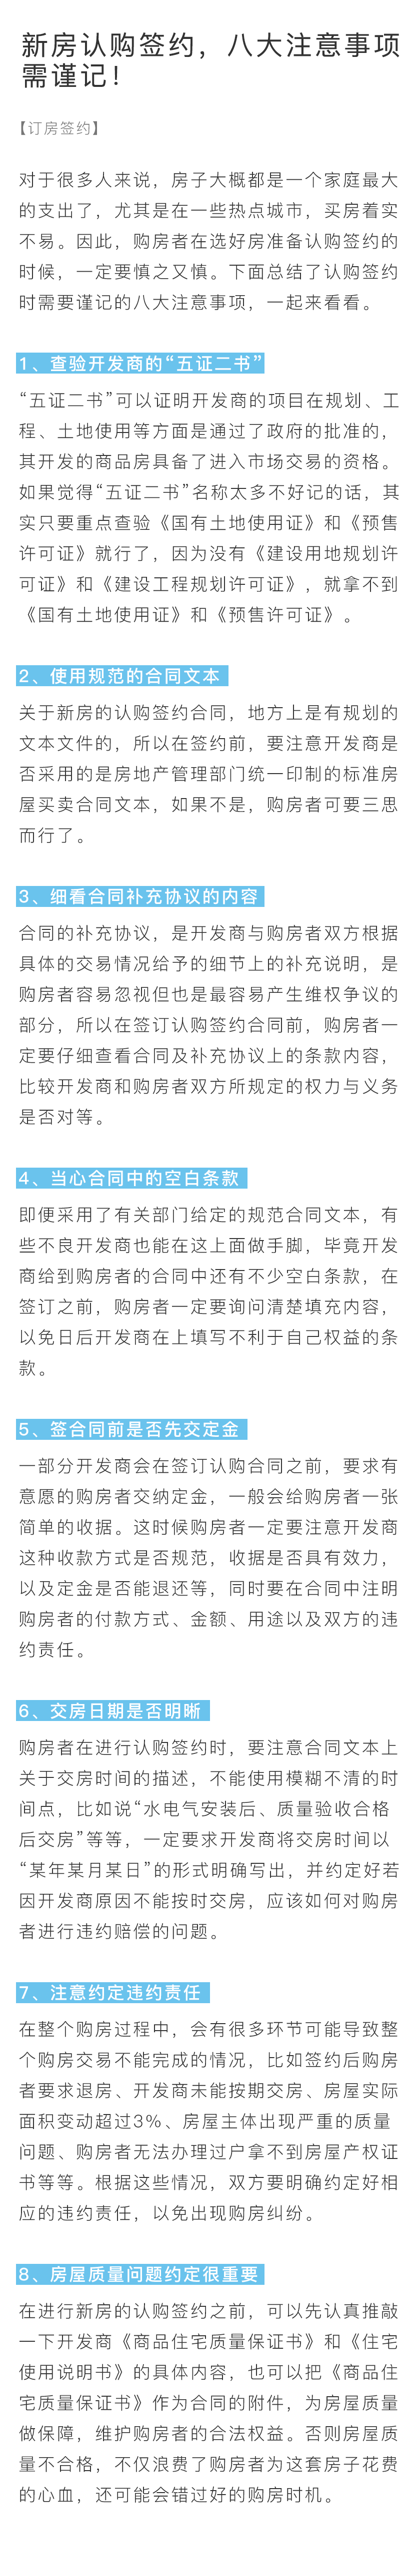 新房认购签约，八大注意事项
需谨记！
【订房签约】
对于很多人来说，房子大概都是一个家庭最大
的支出了，尤其是在一些热点城市，买房着实
不易。因此，购房者在选好房准备认购签约的
时候，一定要慎之又慎。下面总结了认购签约
时需要谨记的八大注意事项，一起来看看。
1、查验开发商的“五证二书”
“五证二书”可以证明开发商的项目在规划、工
程、土地使用等方面是通过了政府的批准的，
其开发的商品房具备了进入市场交易的资格。
如果觉得“五证二书”名称太多不好记的话，其
实只要重点查验《国有土地使用证》和《预售
许可证》就行了，因为没有《建设用地规划许
可证》和《建设工程规划许可证》，就拿不到
《国有土地使用证》和《预售许可证》。
2、使用规范的合同文本
关于新房的认购签约合同，地方上是有规划的
文本文件的，所以在签约前，要注意开发商是
否采用的是房地产管理部门统一印制的标准房
屋买卖合同文本，如果不是，购房者可要三思
而行了。
3、细看合同补充协议的内容
合同的补充协议，是开发商与购房者双方根据
具体的交易情况给予的细节上的补充说明，是
购房者容易忽视但也是最容易产生维权争议的
部分，所以在签订认购签约合同前，购房者一
定要仔细查看合同及补充协议上的条款内容，
比较开发商和购房者双方所规定的权力与义务
是否对等。
4、当心合同中的空白条款
即便采用了有关部门给定的规范合同文本，有
些不良开发商也能在这上面做手脚，毕竟开发
商给到购房者的合同中还有不少空白条款，在
签订之前，购房者一定要询问清楚填充内容，
以免日后开发商在上填写不利于自己权益的条
款。
5、签合同前是否先交定金
一部分开发商会在签订认购合同之前，要求有
意愿的购房者交纳定金，一般会给购房者一张
简单的收据。这时候购房者一定要注意开发商
这种收款方式是否规范，收据是否具有效力，
以及定金是否能退还等，同时要在合同中注明
购房者的付款方式、金额、用途以及双方的违
约责任。
6、交房日期是否明晰
购房者在进行认购签约时，要注意合同文本上
关于交房时间的描述，不能使用模糊不清的时
间点，比如说“水电气安装后、质量验收合格
后交房”等等，一定要求开发商将交房时间以
“某年某月某日”的形式明确写出，并约定好若
因开发商原因不能按时交房，应该如何对购房
者进行违约赔偿的问题。
7、注意约定违约责任
在整个购房过程中，会有很多环节可能导致整
个购房交易不能完成的情况，比如签约后购房
者要求退房、开发商未能按期交房、房屋实际
面积变动超过3%、房屋主体出现严重的质量
问题、购房者无法办理过户拿不到房屋产权证
书等等。根据这些情况，双方要明确约定好相
应的违约责任，以免出现购房纠纷。
8、房屋质量问题约定很重要
在进行新房的认购签约之前，可以先认真推敲
一下开发商《商品住宅质量保证书》和《住宅
使用说明书》的具体内容，也可以把《商品住
宅质量保证书》作为合同的附件，为房屋质量
做保障，维护购房者的合法权益。否则房屋质
量不合格，不仅浪费了购房者为这套房子花费
的心血，还可能会错过好的购房时机。